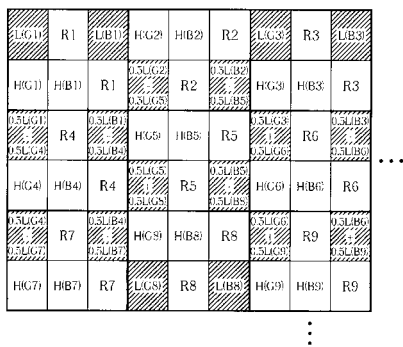 L(G1) R1 L(B1) H(G2) H(B2) R2 L(G3) R3 L(B3)
H(G1) H(B1) R1 0.5L(G2) + 0.5L(G5) R2 0.5L(B2) + 0.5L(B5) H(G3) H(B3) R3
0.5L(G1) + 0.5L(G4) R4 0.5L(B1) + 0.5L(B4) H(G5) H(B5) R5 0.5L(G3) + 0.5L(G6) R6 0.5L(B3) + 0.5L(B6)
H(G4) H(B4) R4 0.5L(G5) + 0.5L(G8) R5 0.5L(B5) + 0.5L(B8) H(G6) H(B6) R6
0.5L(G4) + 0.5L(G7) R7 0.5L(B4) + 0.5L(B7) H(G8) H(B8) R8 0.5L(G6) + 0.5L(G9) R9 0.5L(B6) + 0.5L(B9)
H(G7) H(B7) R7 L(G8) R8 L(B8) H(G9) H(B9) R9